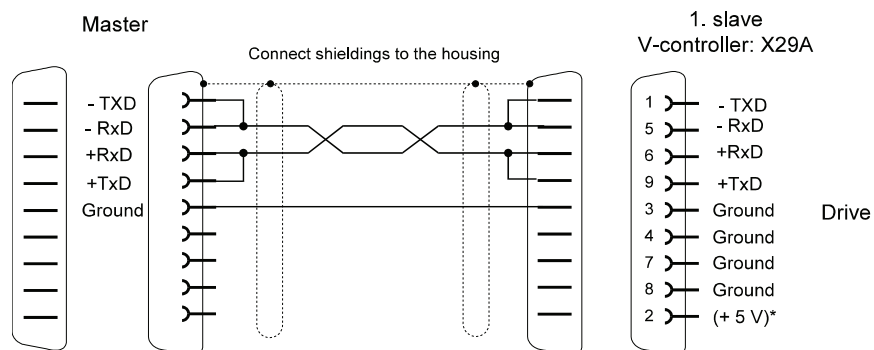 Master
Connect shieldings to the housing
1. slave
V-controller: X29A
- TXD
- RxD
+RxD
+TxD
Ground
1 - TXD
5 - RxD
6 +RxD
9 +TxD
3 Ground
4 Ground
7 Ground
8 Ground
2 (+ 5 V)*
Drive